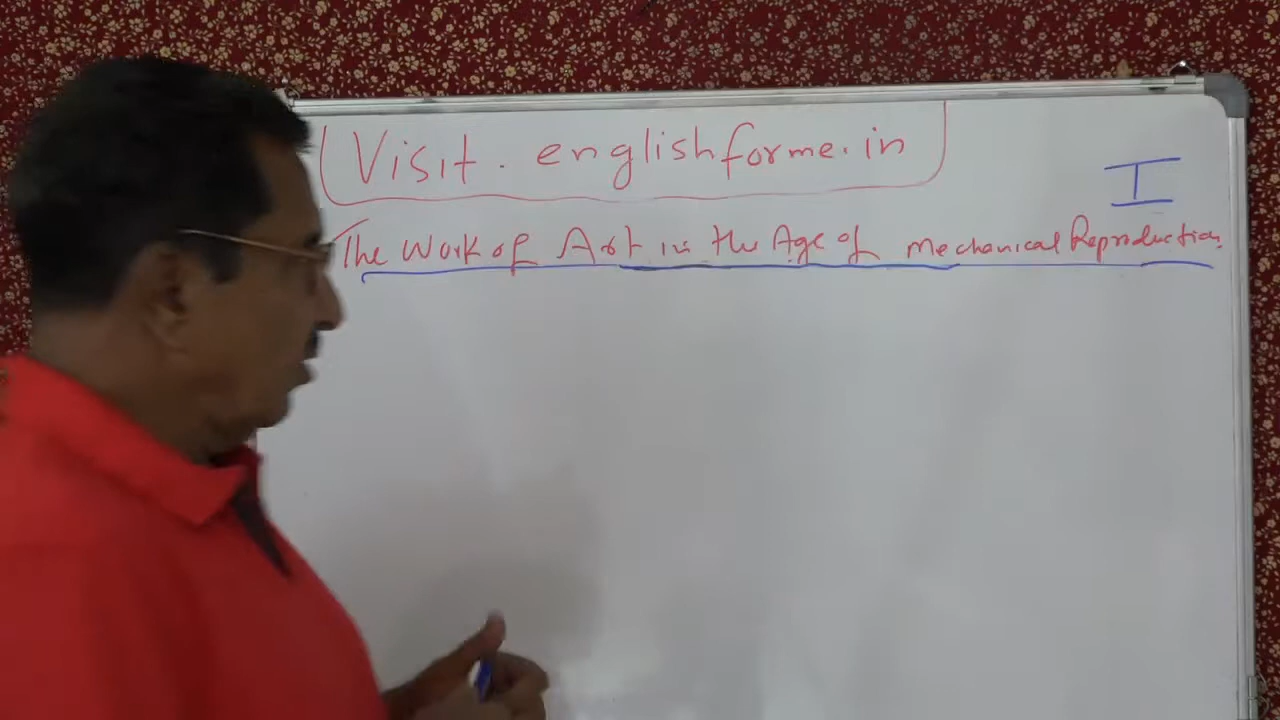 Visit. englishforme.in
I
The Work of Art in the Age of Mechanical Reproduction